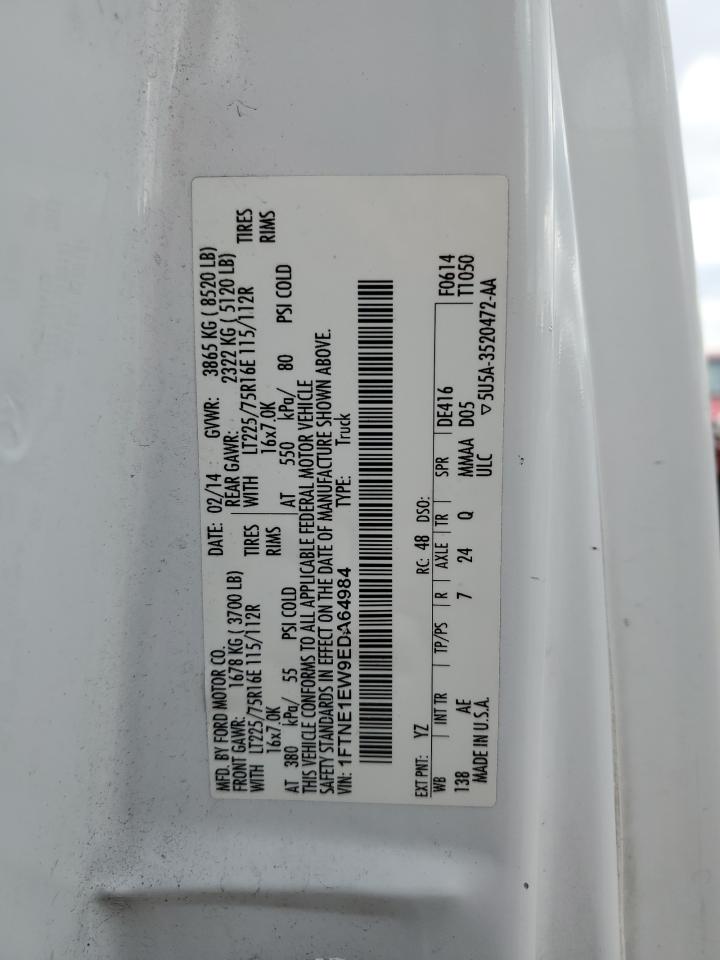 MFD. BY FORD MOTOR CO.
DATE: 02/14 GVWR: 3865 KG ( 8520 LB)
FRONT GAWR: 1678 KG ( 3700 LB) REAR GAWR: 2322 KG ( 5120 LB)
WITH LT225/75R16E 115/112R TIRES WITH LT225/75R16E 115/112R TIRES
16x7.0K RIMS 16x7.0K RIMS
AT 380 kPa/ 55 PSI COLD AT 550 kPa/ 80 PSI COLD
THIS VEHICLE CONFORMS TO ALL APPLICABLE FEDERAL MOTOR VEHICLE
SAFETY STANDARDS IN EFFECT ON THE DATE OF MANUFACTURE SHOWN ABOVE.
VIN: 1FTNE1EW9EDA64984 TYPE: Truck
EXT PNT: YZ RC: 48 DSO:
WB INT TR TP/PS R AXLE TR SPR DE416 F0614
138 AE 7 24 Q MMAA D05 T1050
MADE IN U.S.A. ULC ▽5U5A-3520472-AA